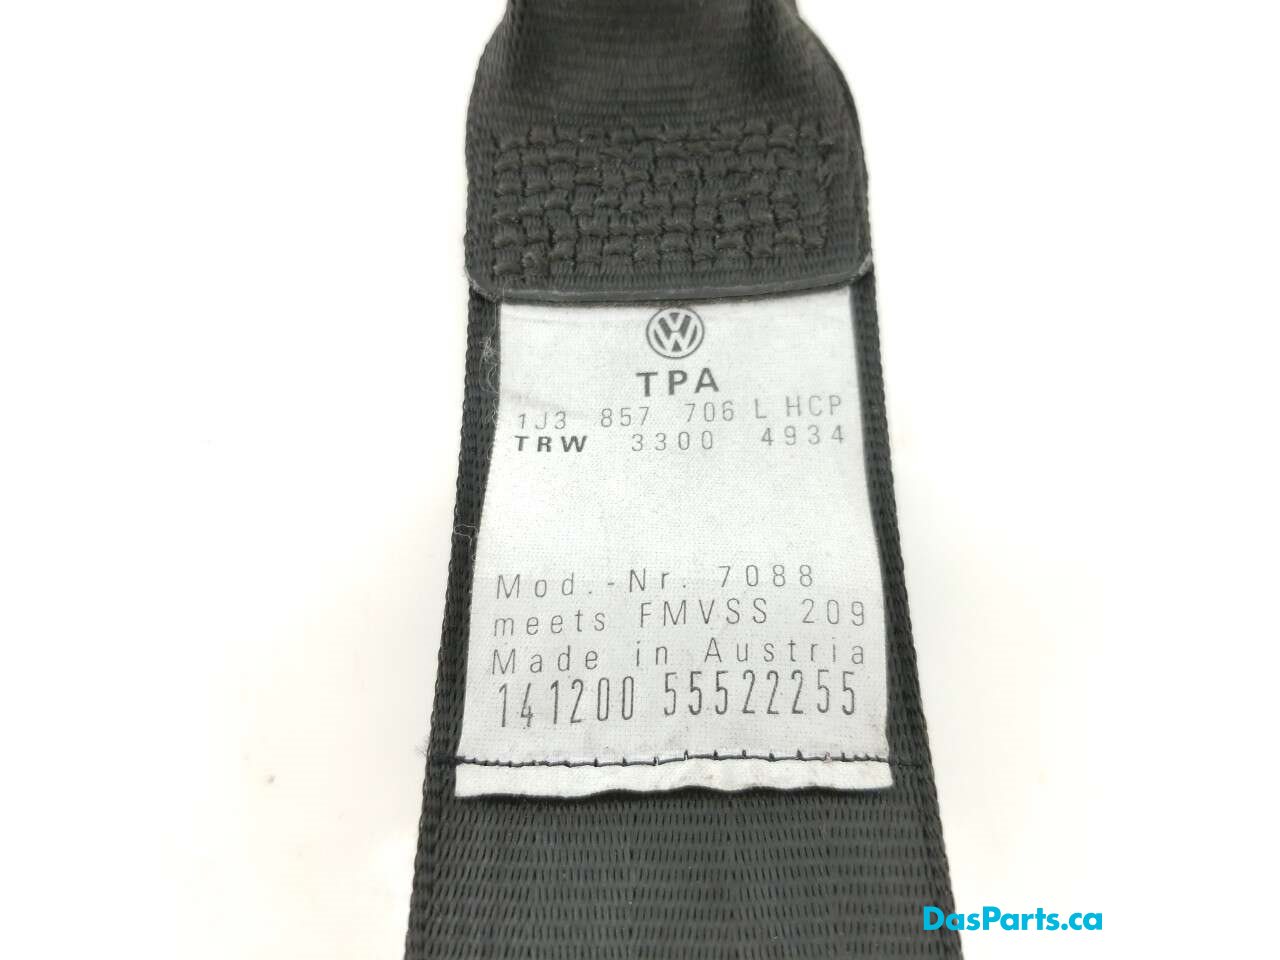 TPA
1J3 857 706 L HCP
TRW 3300 4934
Mod.-Nr. 7088
meets FMVSS 209
Made in Austria
141200 55522255
DasParts.ca